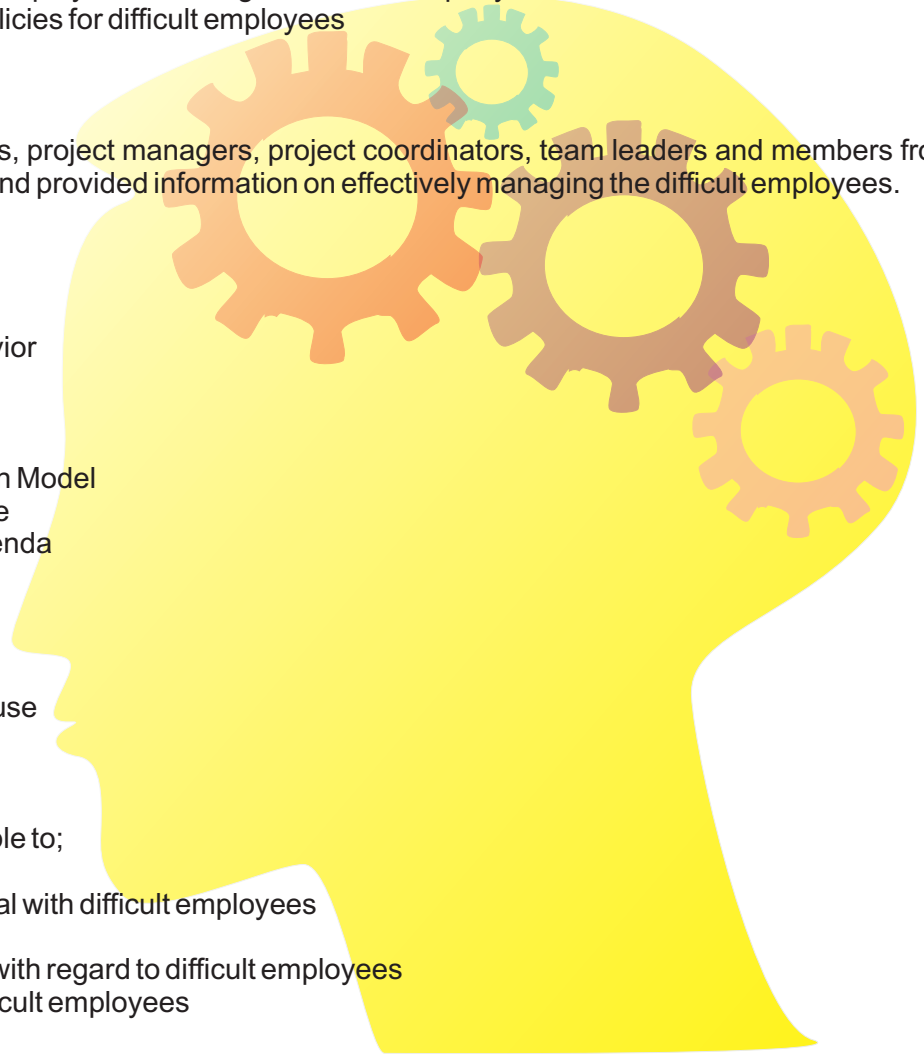 licies for difficult employees
s, project managers, project coordinators, team leaders and members fro
nd provided information on effectively managing the difficult employees.
vior
n Model
e
enda
use
ble to;
al with difficult employees
with regard to difficult employees
icult employees